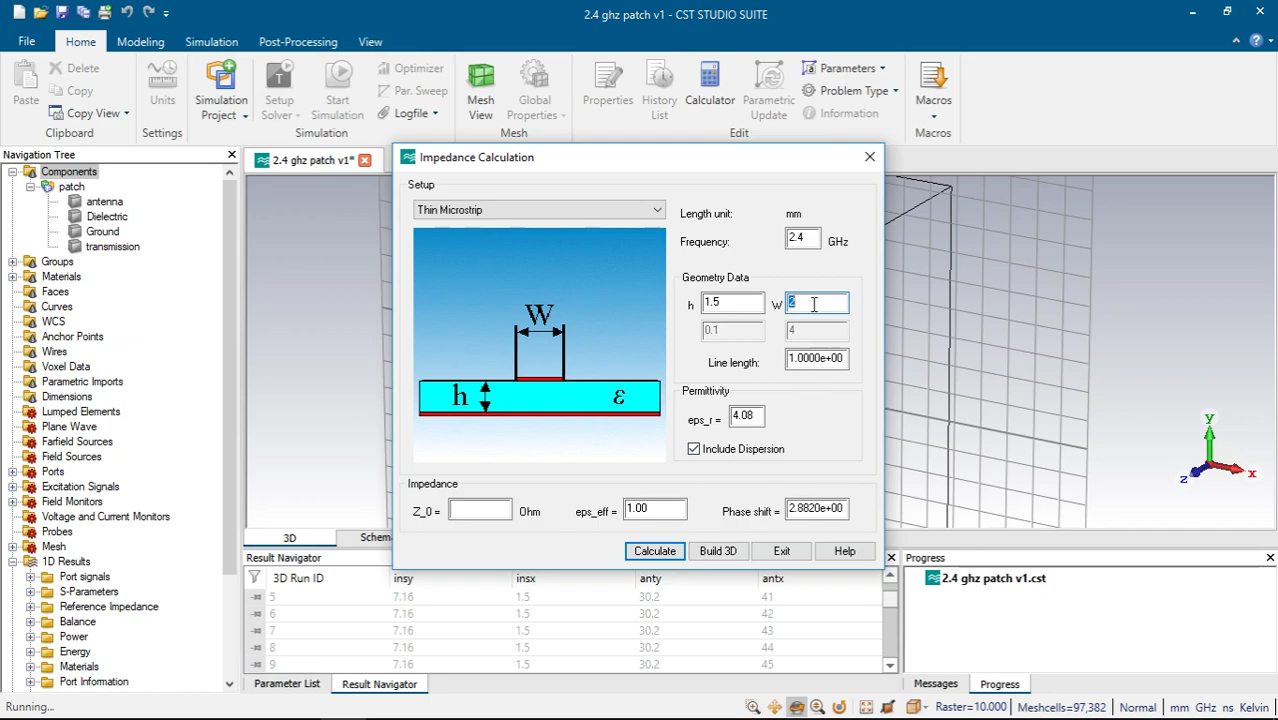 2.4 ghz patch v1 - CST STUDIO SUITE
File Home Modeling Simulation Post-Processing View
Paste
Delete
Copy
Copy View
Clipboard
Units
Settings
Simulation Project
Setup Solver
Start Simulation
Optimizer
Par. Sweep
Logfile
Simulation
Mesh View
Global Properties
Mesh
Properties
History List
Calculator
Parametric Update
Parameters
Problem Type
Information
Edit
Macros
Macros
Navigation Tree
Components
patch
antenna
Dielectric
Ground
transmission
Groups
Materials
Faces
Curves
WCS
Anchor Points
Wires
Voxel Data
Parametric Imports
Dimensions
Lumped Elements
Plane Wave
Farfield Sources
Field Sources
Ports
Excitation Signals
Field Monitors
Voltage and Current Monitors
Probes
Mesh
1D Results
Port signals
S-Parameters
Reference Impedance
Balance
Power
Energy
Materials
Port Information
2.4 ghz patch v1*
Impedance Calculation
Setup
Thin Microstrip
W
h
ε
Length unit: mm
Frequency: 2.4 GHz
Geometry Data
h 1.5 W 2
0.1 4
Line length: 1.0000e+00
Permittivity
eps_r = 4.08
Include Dispersion
Impedance
Z_0 = Ohm eps_eff = 1.00 Phase shift = 2.8820e+00
Calculate Build 3D Exit Help
y
x
z
3D Schem
Result Navigator
3D Run ID insy insx anty antx
5 7.16 1.5 30.2 41
6 7.16 1.5 30.2 42
7 7.16 1.5 30.2 43
8 7.16 1.5 30.2 44
9 7.16 1.5 30.2 45
Parameter List Result Navigator
Progress
2.4 ghz patch v1.cst
Messages Progress
Running...
Raster=10.000 Meshcells=97,382 Normal mm GHz ns Kelvin